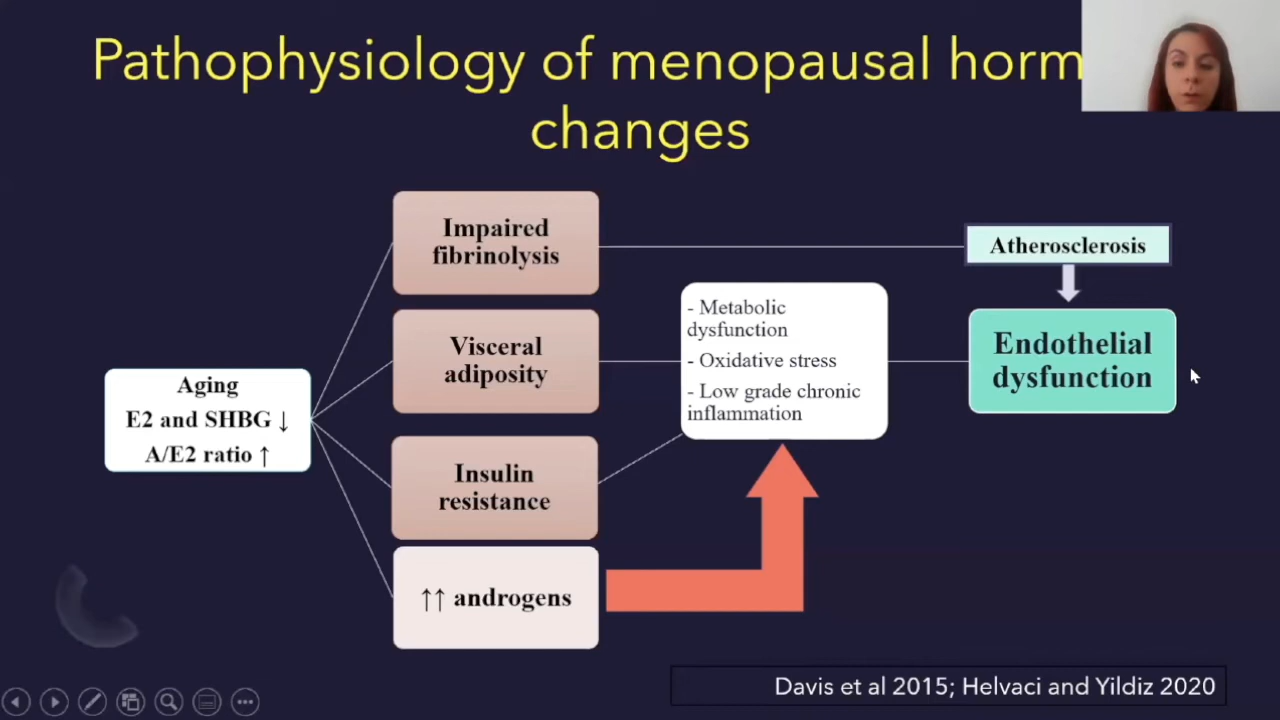 Pathophysiology of menopausal horm
changes
Impaired
fibrinolysis
Atherosclerosis
- Metabolic
dysfunction
- Oxidative stress
- Low grade chronic
inflammation
Visceral
adiposity
Endothelial
dysfunction
Aging
E2 and SHBG ↓
A/E2 ratio ↑
Insulin
resistance
↑↑ androgens
Davis et al 2015; Helvaci and Yildiz 2020